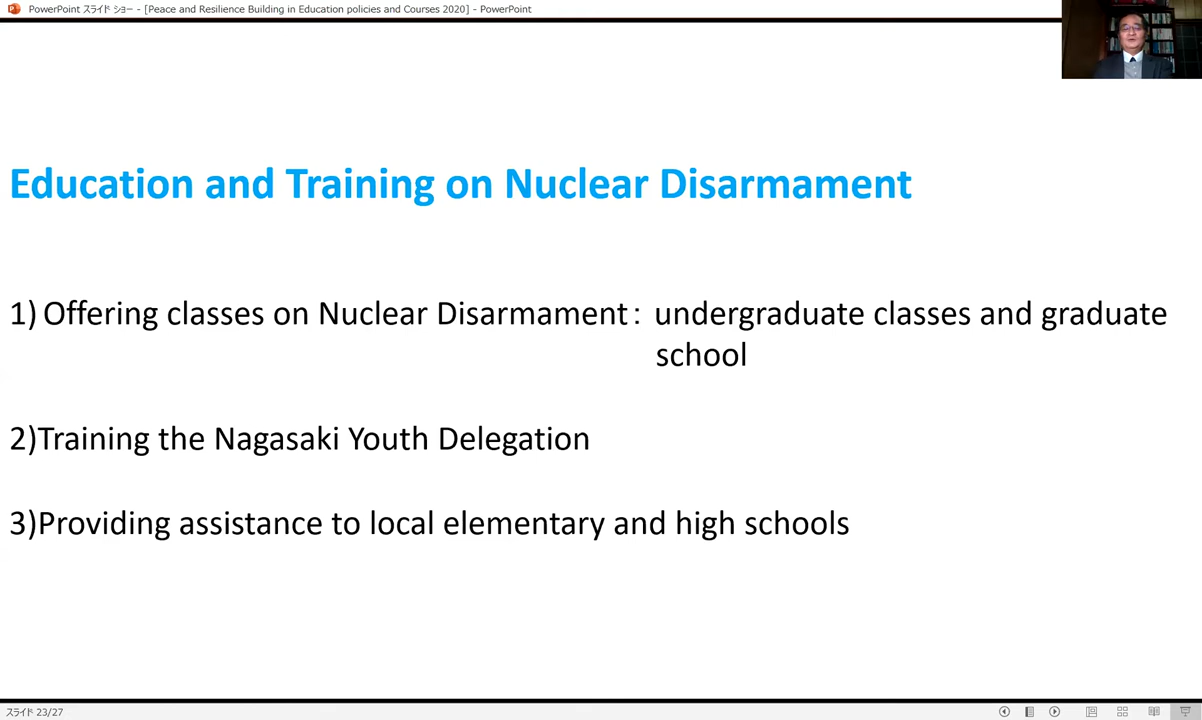 PowerPoint スライド ショー - [Peace and Resilience Building in Education policies and Courses 2020] - PowerPoint
Education and Training on Nuclear Disarmament
1) Offering classes on Nuclear Disarmament： undergraduate classes and graduate
school
2)Training the Nagasaki Youth Delegation
3)Providing assistance to local elementary and high schools
スライド 23/27